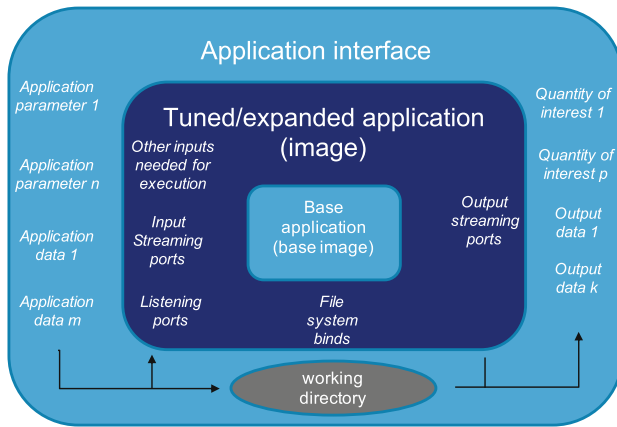 Application interface
Application
parameter 1
Application
parameter n
Application
data 1
Application
data m
Tuned/expanded application
(image)
Other inputs
needed for
execution
Input
Streaming
ports
Listening
ports
Base
application
(base image)
File
system
binds
Output
streaming
ports
Quantity of
interest 1
Quantity of
interest p
Output
data 1
Output
data k
working
directory